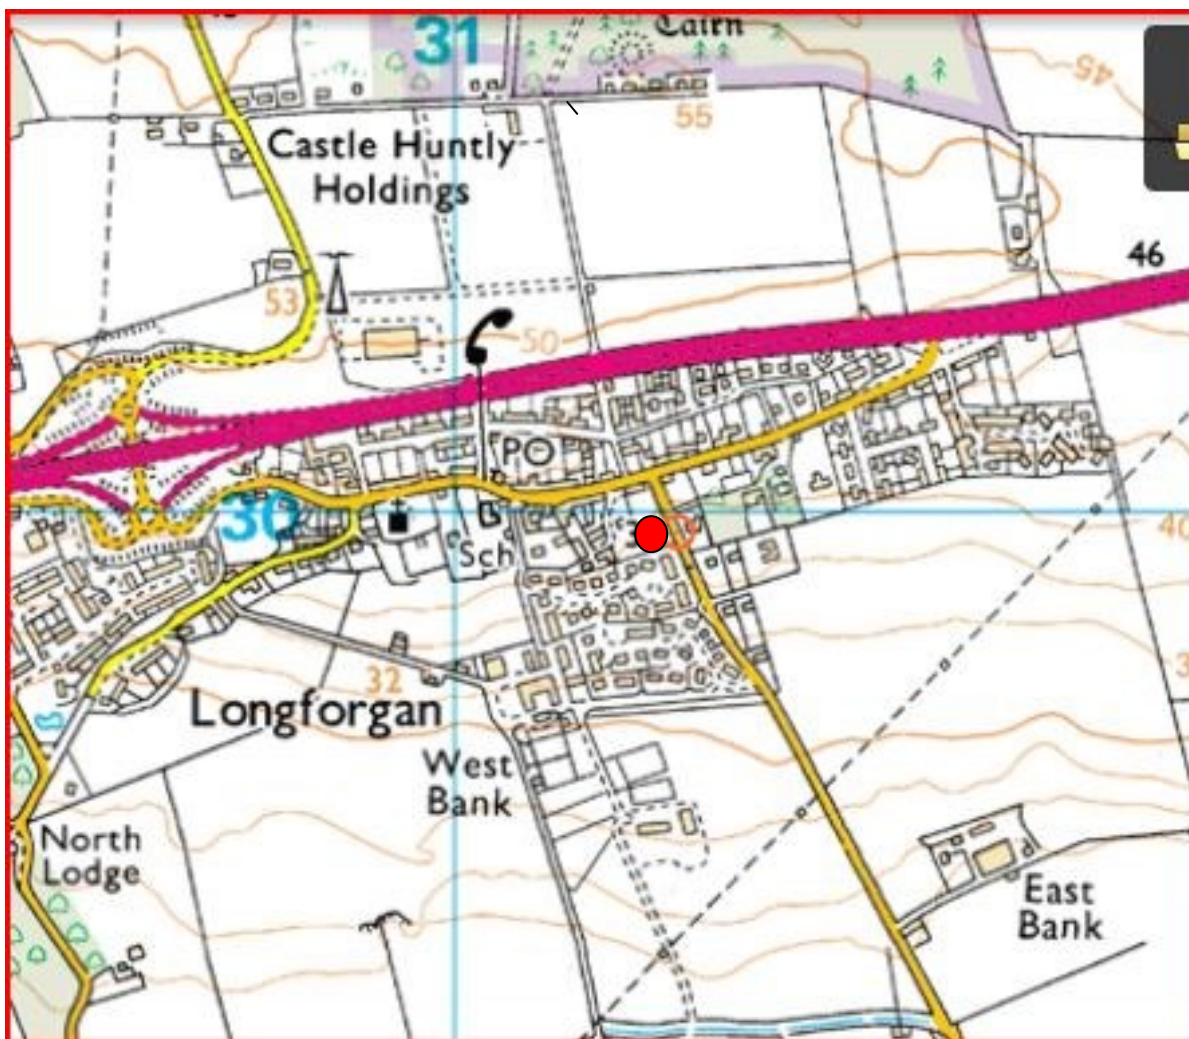 31
Cairn
45
55
Castle Huntly
Holdings
46
53
50
PO
30
Sch
40
32
Longforgan
West
Bank
North
Lodge
East
Bank